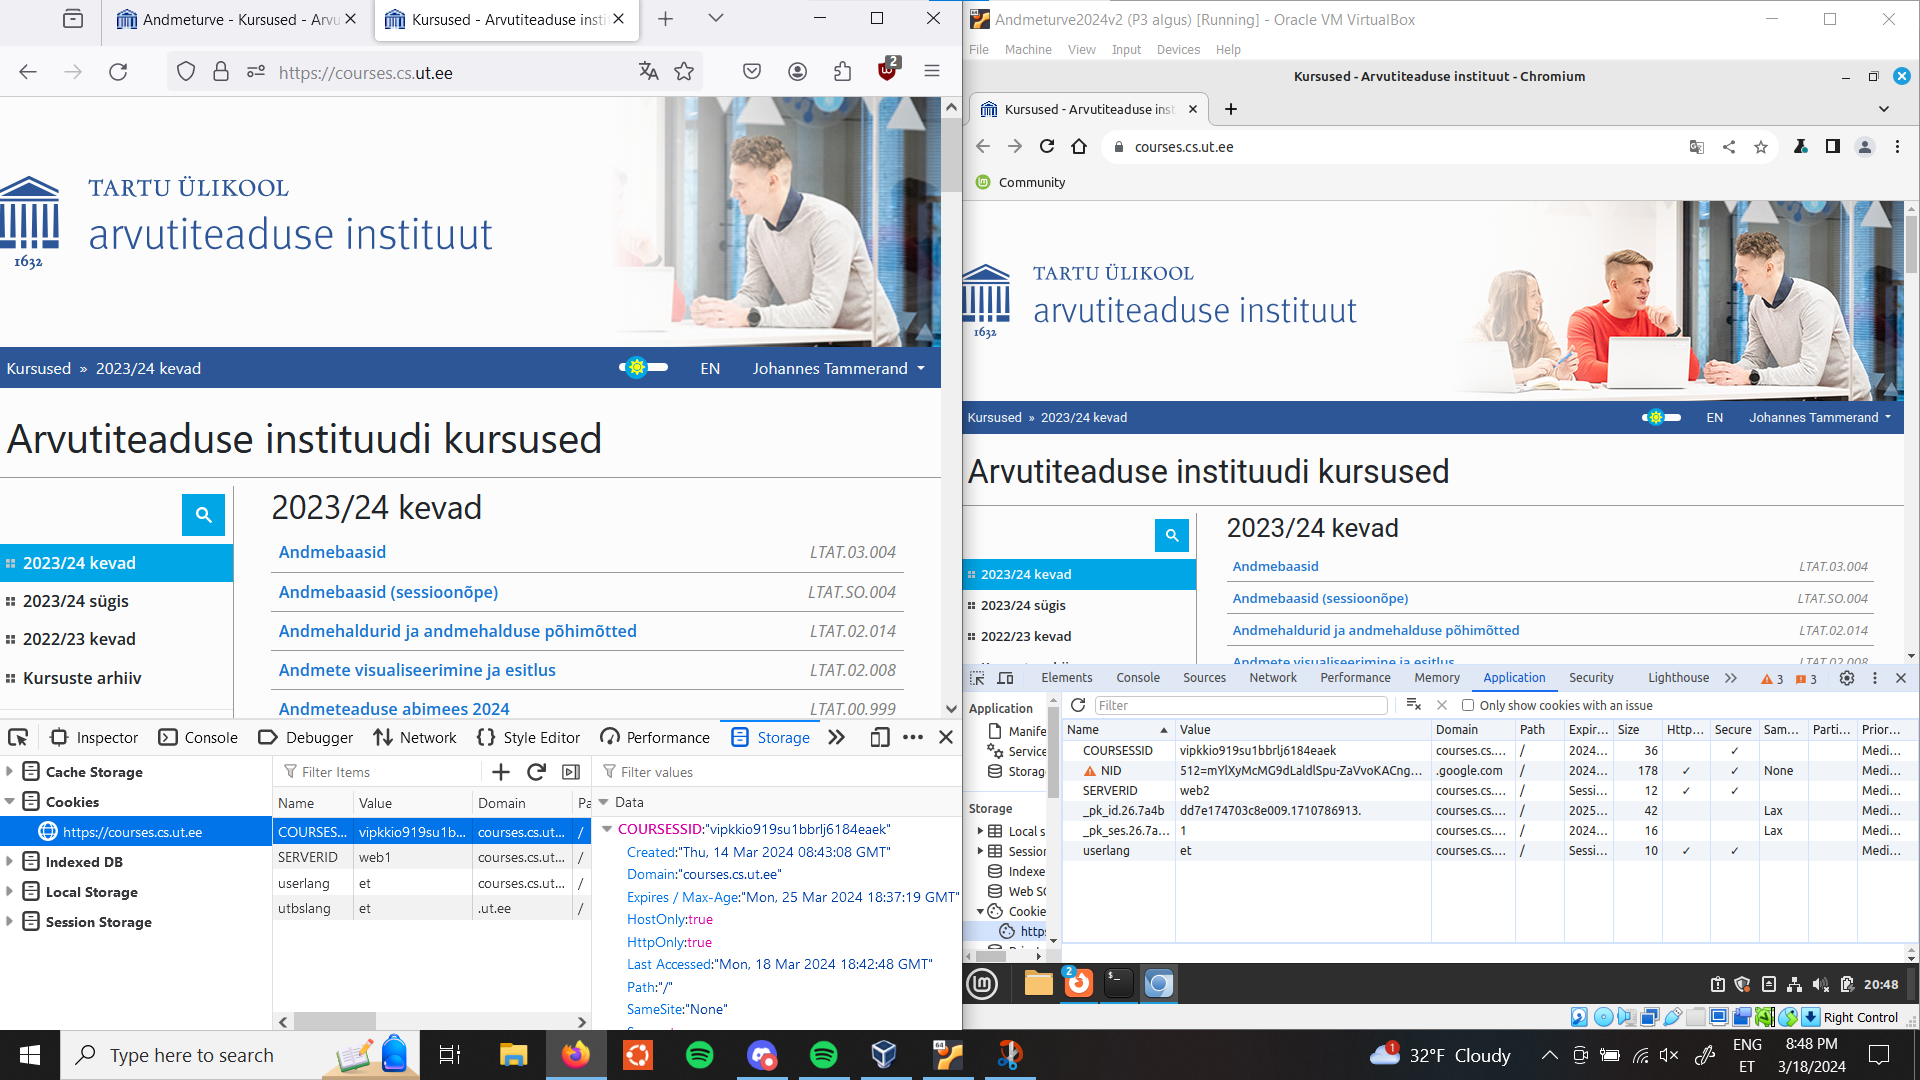 Andmeturve - Kursused - Arvu
Kursused - Arvutiteaduse insti
https://courses.cs.ut.ee
2
TARTU ÜLIKOOL
arvutiteaduse instituut
1632
Kursused » 2023/24 kevad
EN
Johannes Tammerand
Arvutiteaduse instituudi kursused
2023/24 kevad
2023/24 sügis
2022/23 kevad
Kursuste arhiiv
2023/24 kevad
Andmebaasid LTAT.03.004
Andmebaasid (sessioonõpe) LTAT.SO.004
Andmehaldurid ja andmehalduse põhimõtted LTAT.02.014
Andmete visualiseerimine ja esitlus LTAT.02.008
Andmeteaduse abimees 2024 LTAT.00.999
Inspector Console Debugger Network Style Editor Performance Storage
Cache Storage
Cookies
https://courses.cs.ut.ee
Indexed DB
Local Storage
Session Storage
Filter Items
Name Value Domain Pa
COURSES... vipkkio919su1b... courses.cs.ut... /
SERVERID web1 courses.cs.ut... /
userlang et courses.cs.ut... /
utbslang et .ut.ee /
Filter values
Data
COURSESSID:"vipkkio919su1bbrlj6184eaek"
Created:"Thu, 14 Mar 2024 08:43:08 GMT"
Domain:"courses.cs.ut.ee"
Expires / Max-Age:"Mon, 25 Mar 2024 18:37:19 GMT"
HostOnly:true
HttpOnly:true
Last Accessed:"Mon, 18 Mar 2024 18:42:48 GMT"
Path:"/"
SameSite:"None"
Andmeturve2024v2 (P3 algus) [Running] - Oracle VM VirtualBox
File Machine View Input Devices Help
Kursused - Arvutiteaduse instituut - Chromium
Kursused - Arvutiteaduse inst
courses.cs.ut.ee
Community
TARTU ÜLIKOOL
arvutiteaduse instituut
1632
Kursused » 2023/24 kevad
EN
Johannes Tammerand
Arvutiteaduse instituudi kursused
2023/24 kevad
2023/24 sügis
2022/23 kevad
2023/24 kevad
Andmebaasid LTAT.03.004
Andmebaasid (sessioonõpe) LTAT.SO.004
Andmehaldurid ja andmehalduse põhimõtted LTAT.02.014
Andmete visualiseerimine ja esitlus LTAT.02.008
Elements Console Sources Network Performance Memory Application Security Lighthouse 3 3
Application
Manife
Service
Storag
Storage
Local s
Session
Indexe
Web SQ
Cookie
https
Filter
Only show cookies with an issue
Name Value Domain Path Expir... Size Http... Secure Sam... Parti... Prior...
COURSESSID vipkkio919su1bbrlj6184eaek courses.cs.... / 2024... 36 ✓ Medi...
NID 512=mYlXyMcMG9dLaldlSpu-ZaVvoKACng... .google.com / 2024... 178 ✓ ✓ None Medi...
SERVERID web2 courses.cs.... / Sessi... 12 ✓ ✓ Medi...
_pk_id.26.7a4b dd7e174703c8e009.1710786913. courses.cs.... / 2025... 42 Lax Medi...
_pk_ses.26.7a... 1 courses.cs.... / 2024... 16 Lax Medi...
userlang et courses.cs.... / Sessi... 10 ✓ ✓ Medi...
2
20:48
Right Control
Type here to search
64
1
32°F Cloudy
ENG
ET
8:48 PM
3/18/2024